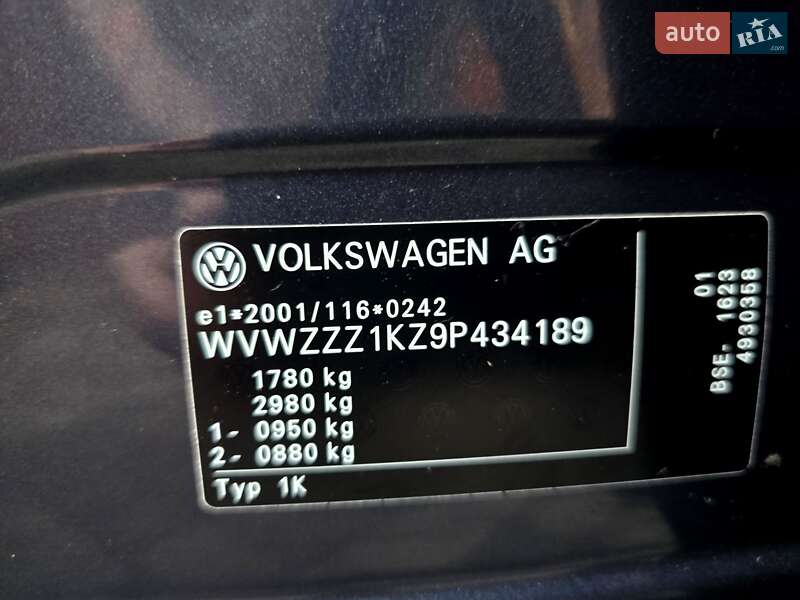 auto RIA
.com
VOLKSWAGEN AG
e1*2001/116*0242
WVWZZZ1KZ9P434189
1780 kg
2980 kg
1- 0950 kg
2- 0880 kg
Typ 1K
01
BSE- 1623
4930358